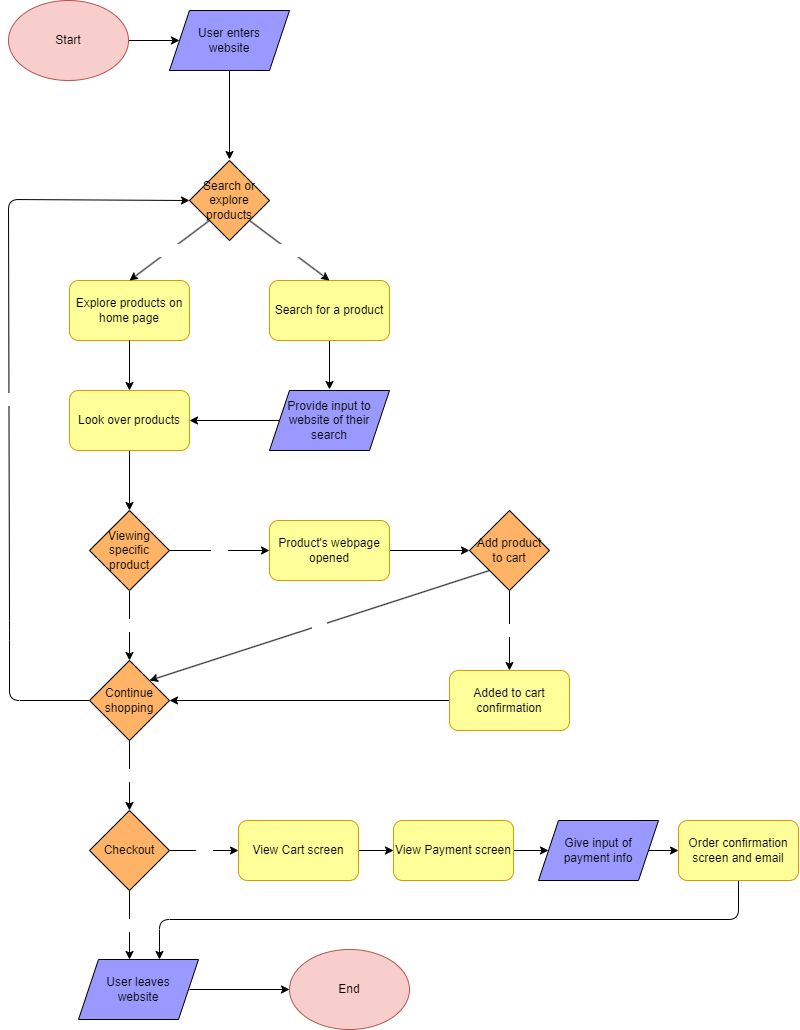 Start
User enters
website
Search or
explore
products
Explore products on
home page
Search for a product
Look over products
Provide input to
website of their
search
Viewing
specific
product
Product's webpage
opened
Add product
to cart
Continue
shopping
Added to cart
confirmation
Checkout
View Cart screen
View Payment screen
Give input of
payment info
Order confirmation
screen and email
User leaves
website
End